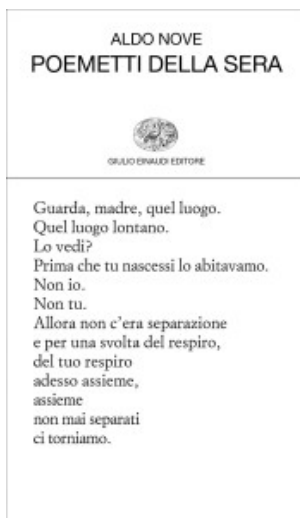 ALDO NOVE
POEMETTI DELLA SERA
GIULIO EINAUDI EDITORE
Guarda, madre, quel luogo.
Quel luogo lontano.
Lo vedi?
Prima che tu nascessi lo abitavamo.
Non io.
Non tu.
Allora non c'era separazione
e per una svolta del respiro,
del tuo respiro
adesso assieme,
assieme
non mai separati
ci torniamo.